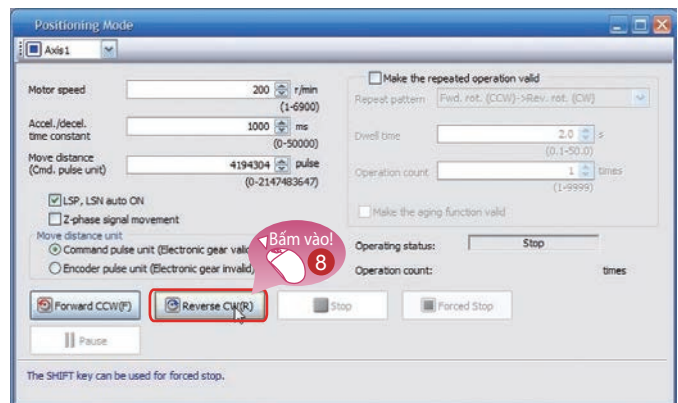 Positioning Mode
Axis1
Motor speed 200 r/min
(1-6900)
Accel./decel. time constant 1000 ms
(0-50000)
Move distance (Cmd. pulse unit) 4194304 pulse
(0-2147483647)
LSP, LSN auto ON
Z-phase signal movement
Move distance unit
Command pulse unit (Electronic gear valid)
Encoder pulse unit (Electronic gear invalid)
Make the repeated operation valid
Repeat pattern Fwd. rot. (CCW)->Rev. rot. (CW)
Dwell time 2.0 s
(0.1-50.0)
Operation count 1 times
(1-9999)
Make the aging function valid
Bấm vào!
8
Operating status: Stop
Operation count: times
Forward CCW(F) Reverse CW(R) Stop Forced Stop
Pause
The SHIFT key can be used for forced stop.